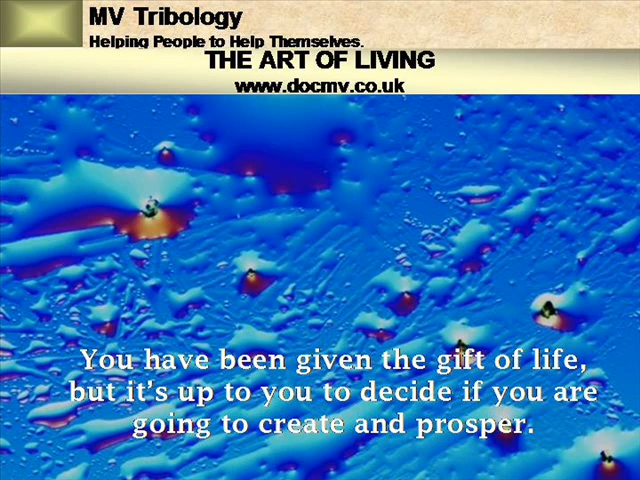 MV Tribology
Helping People to Help Themselves.
THE ART OF LIVING
www.docmv.co.uk
You have been given the gift of life,
but it’s up to you to decide if you are
going to create and prosper.